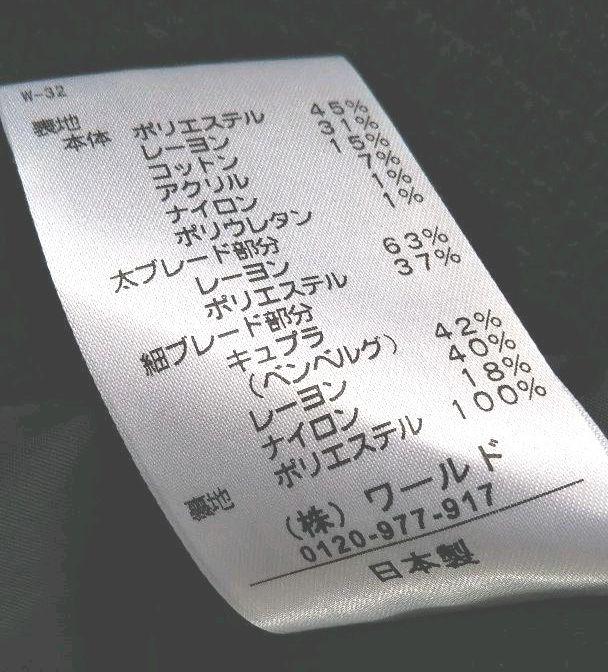 W-32
表地
本体 ポリエステル 45%
レーヨン 31%
コットン 15%
アクリル 7%
ナイロン 1%
ポリウレタン 1%
太ブレード部分
レーヨン 63%
ポリエステル 37%
細ブレード部分
キュプラ
(ベンベルグ) 42%
レーヨン 40%
ナイロン 18%
裏地 ポリエステル 100%
(株) ワールド
0120-977-917
日本製